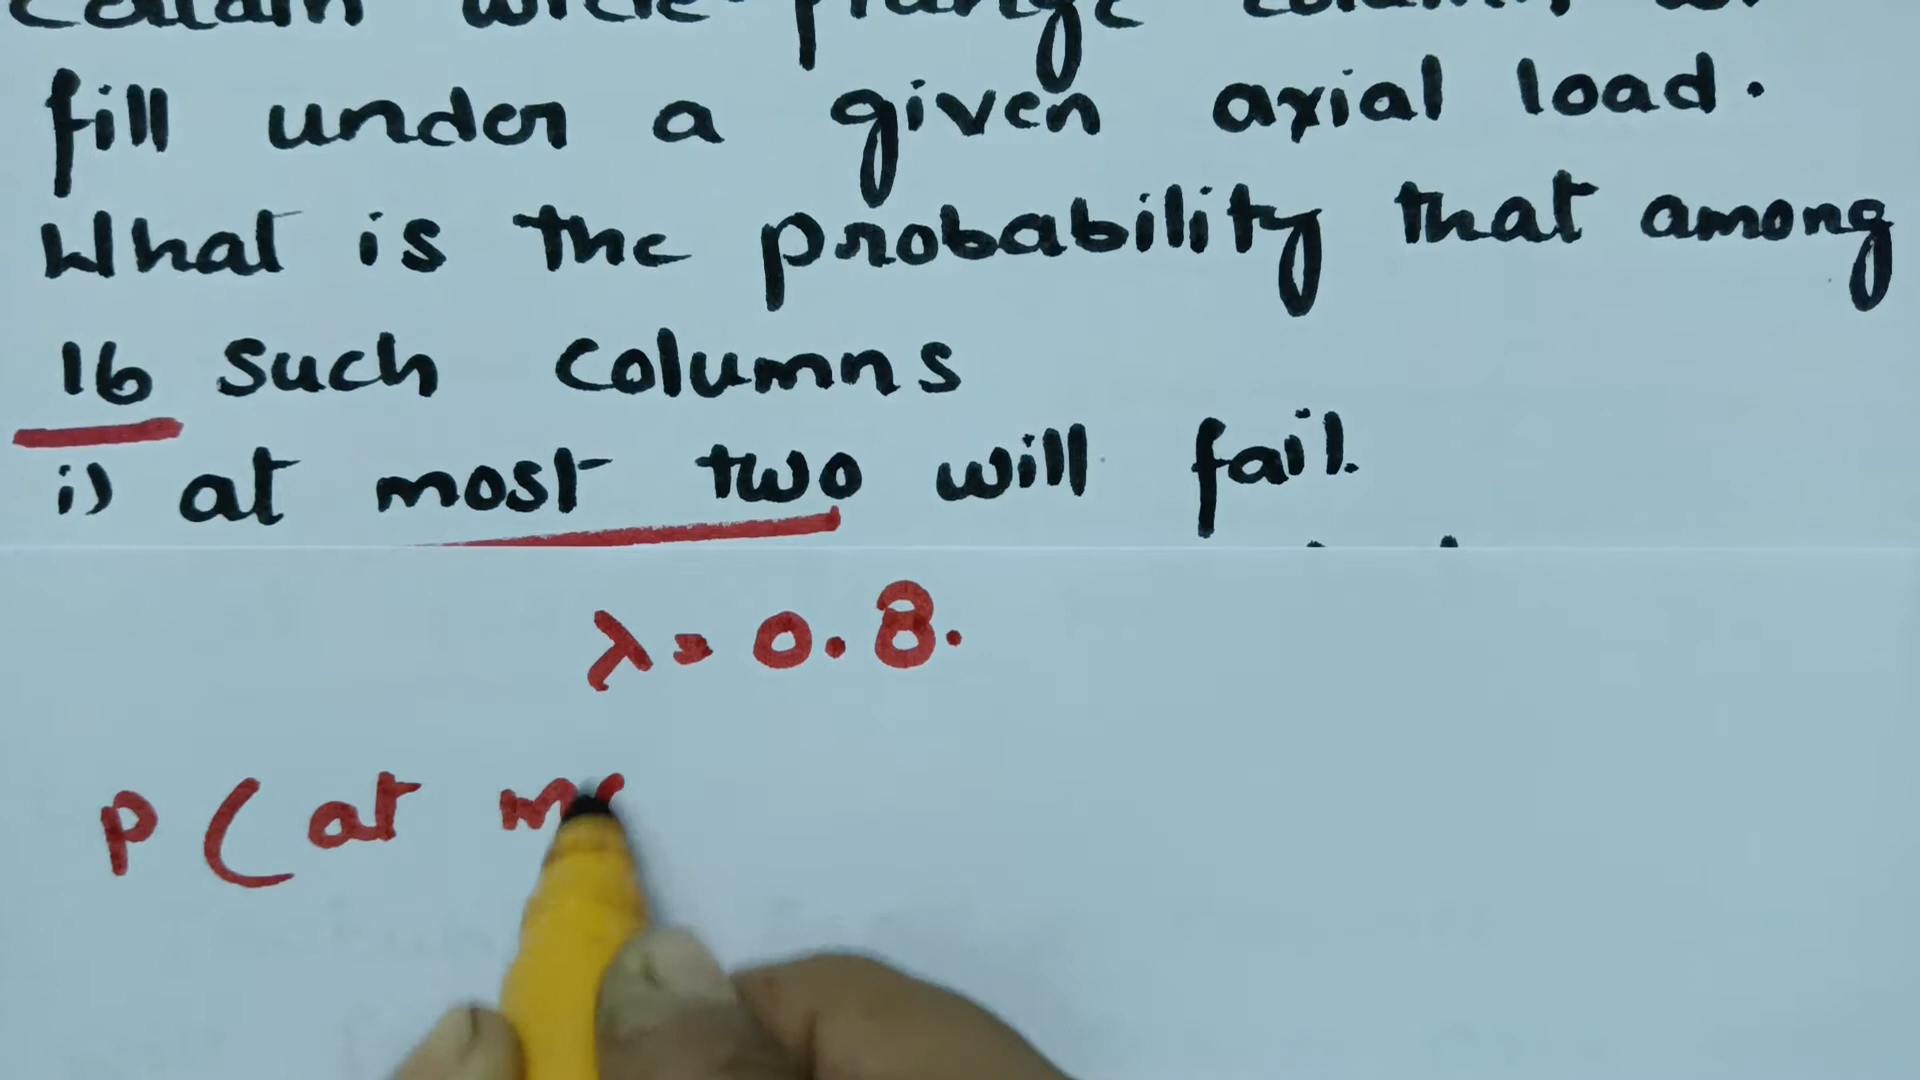 under a given axial load.
What is the probability that among
16 such columns
i) at most two will fail.
λ = 0.8.
P ( at